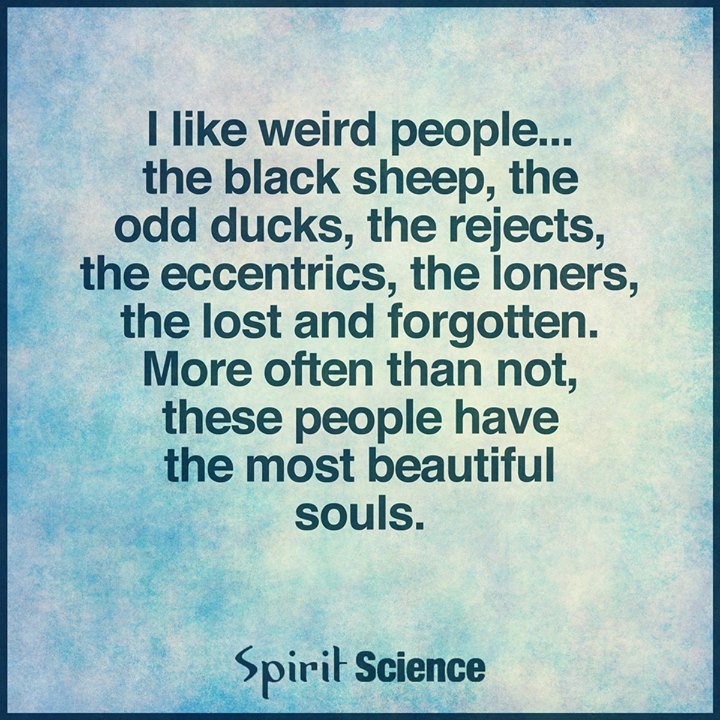 I like weird people...
the black sheep, the
odd ducks, the rejects,
the eccentrics, the loners,
the lost and forgotten.
More often than not,
these people have
the most beautiful
souls.
Spirit Science